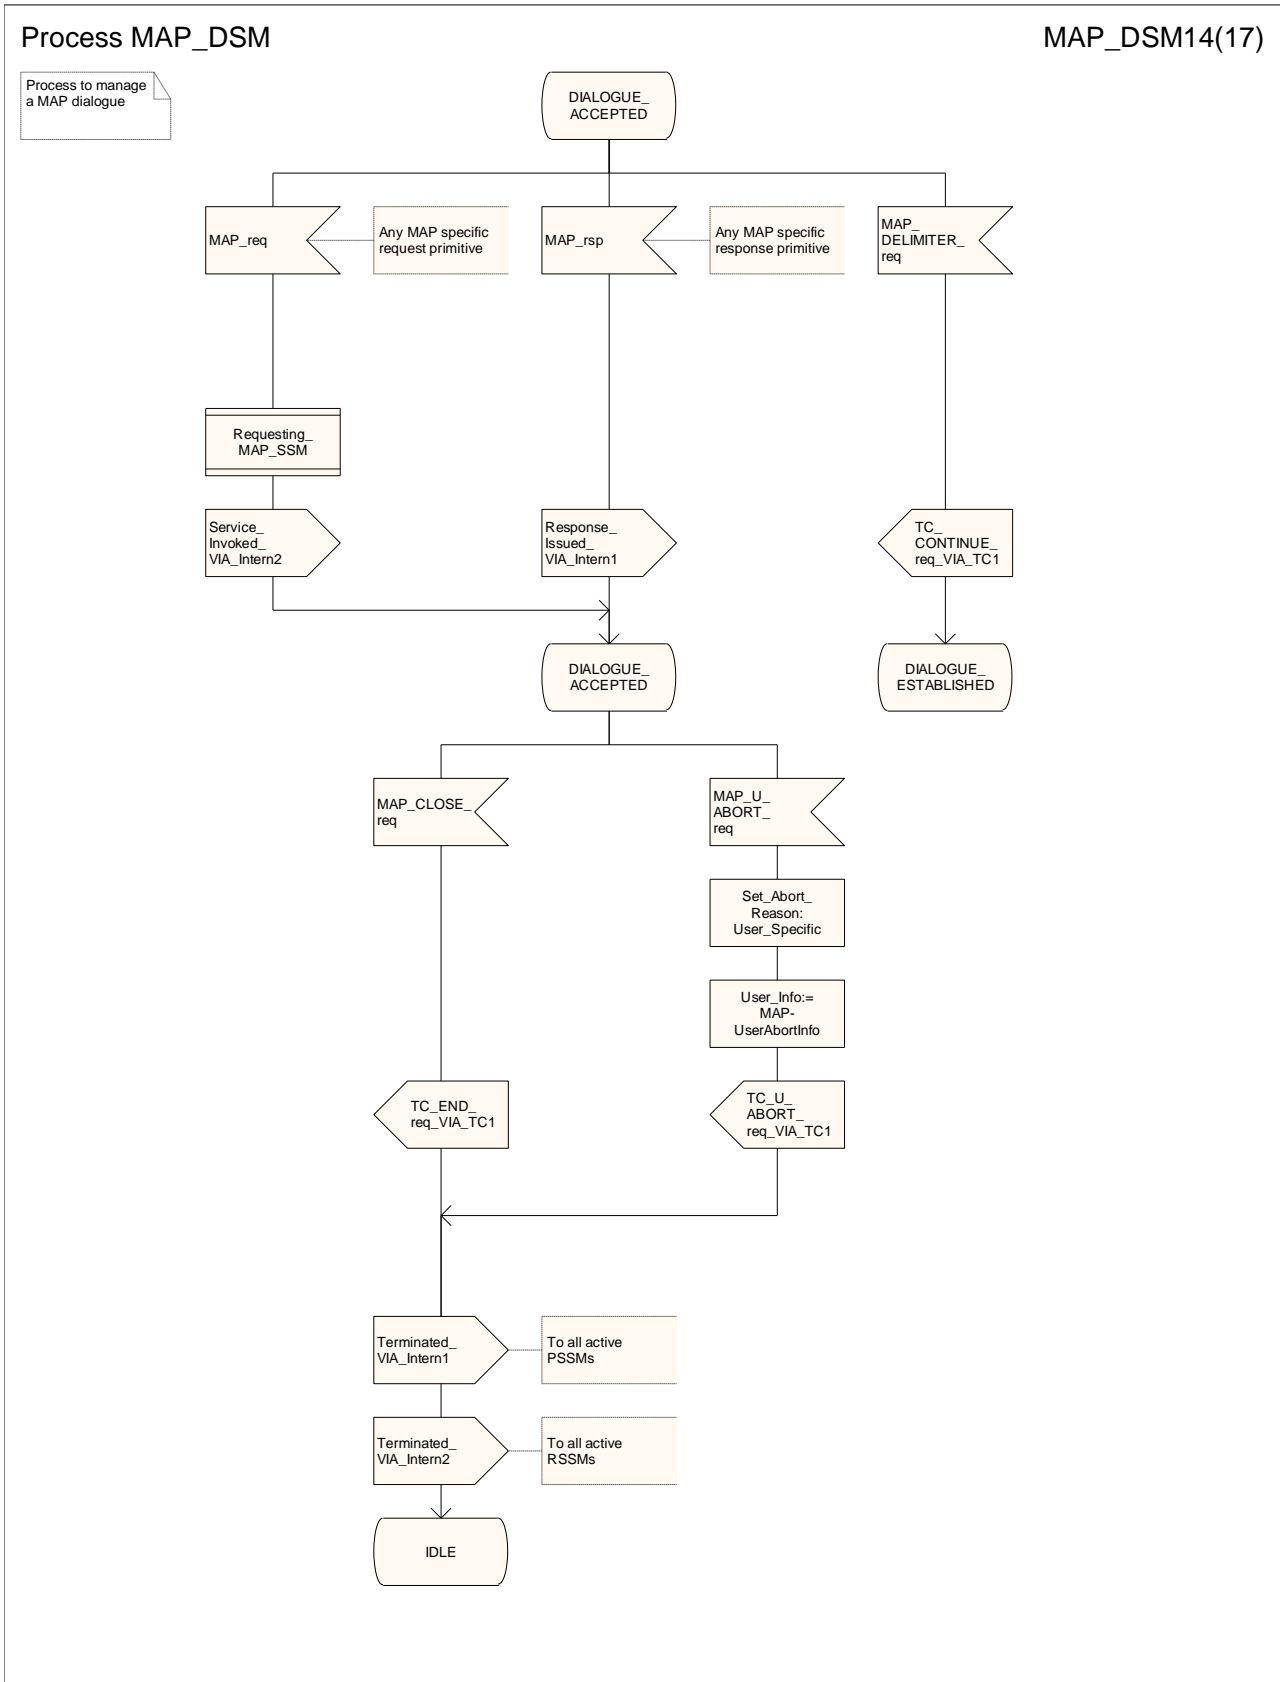 Process MAP_DSM
MAP_DSM14(17)
Process to manage
a MAP dialogue
DIALOGUE_
ACCEPTED
MAP_req
Any MAP specific
request primitive
MAP_rsp
Any MAP specific
response primitive
MAP_
DELIMITER_
req
Requesting_
MAP_SSM
Service_
Invoked_
VIA_Intern2
Response_
Issued_
VIA_Intern1
TC_
CONTINUE_
req_VIA_TC1
DIALOGUE_
ACCEPTED
DIALOGUE_
ESTABLISHED
MAP_CLOSE_
req
MAP_U_
ABORT_
req
Set_Abort_
Reason:
User_Specific
User_Info:=
MAP-
UserAbortInfo
TC_END_
req_VIA_TC1
TC_U_
ABORT_
req_VIA_TC1
Terminated_
VIA_Intern1
To all active
PSSMs
Terminated_
VIA_Intern2
To all active
RSSMs
IDLE